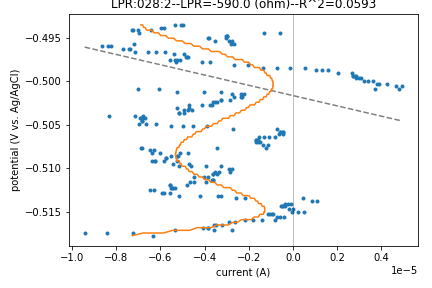 LPR:028:2--LPR=-590.0 (ohm)--R^2=0.0593
potential (V vs. Ag/AgCl)
-0.495
-0.500
-0.505
-0.510
-0.515
-1.0 -0.8 -0.6 -0.4 -0.2 0.0 0.2 0.4
1e-5
current (A)